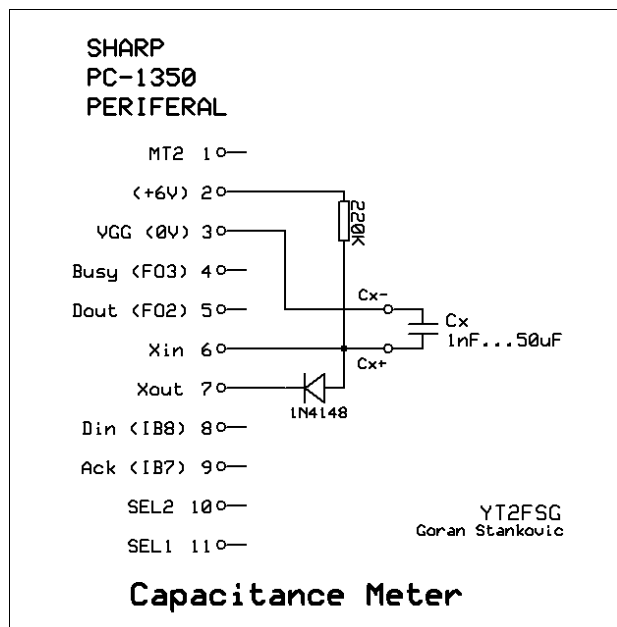 SHARP
PC-1350
PERIFERAL
MT2 1
(+6V) 2
220K
VGG (0V) 3
Busy (FO3) 4
Cx-
Dout (FO2) 5
Cx
1nF...50uF
Xin 6
Cx+
Xout 7
1N4148
Din (IB8) 8
Ack (IB7) 9
SEL2 10
YT2FSG
Goran Stankovic
SEL1 11
Capacitance Meter